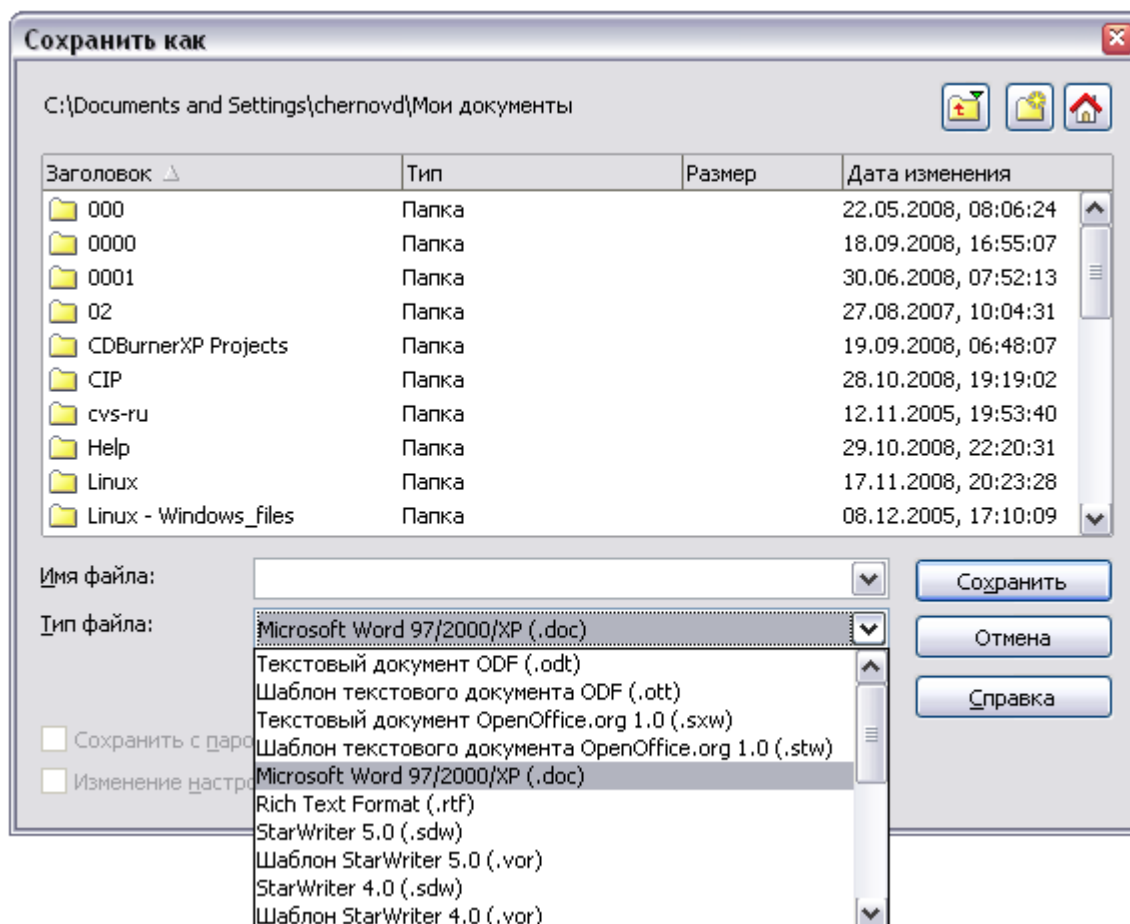 Сохранить как
C:\Documents and Settings\chernovd\Мои документы
Заголовок Тип Размер Дата изменения
000 Папка 22.05.2008, 08:06:24
0000 Папка 18.09.2008, 16:55:07
0001 Папка 30.06.2008, 07:52:13
02 Папка 27.08.2007, 10:04:31
CDBurnerXP Projects Папка 19.09.2008, 06:48:07
CIP Папка 28.10.2008, 19:19:02
cvs-ru Папка 12.11.2005, 19:53:40
Help Папка 29.10.2008, 22:20:31
Linux Папка 17.11.2008, 20:23:28
Linux - Windows_files Папка 08.12.2005, 17:10:09
Имя файла: Сохранить
Тип файла: Microsoft Word 97/2000/XP (.doc) Отмена
Текстовый документ ODF (.odt)
Шаблон текстового документа ODF (.ott) Справка
Текстовый документ OpenOffice.org 1.0 (.sxw)
Сохранить с паро Шаблон текстового документа OpenOffice.org 1.0 (.stw)
Изменение настро Microsoft Word 97/2000/XP (.doc)
Rich Text Format (.rtf)
StarWriter 5.0 (.sdw)
Шаблон StarWriter 5.0 (.vor)
StarWriter 4.0 (.sdw)
Шаблон StarWriter 4.0 (.vor)